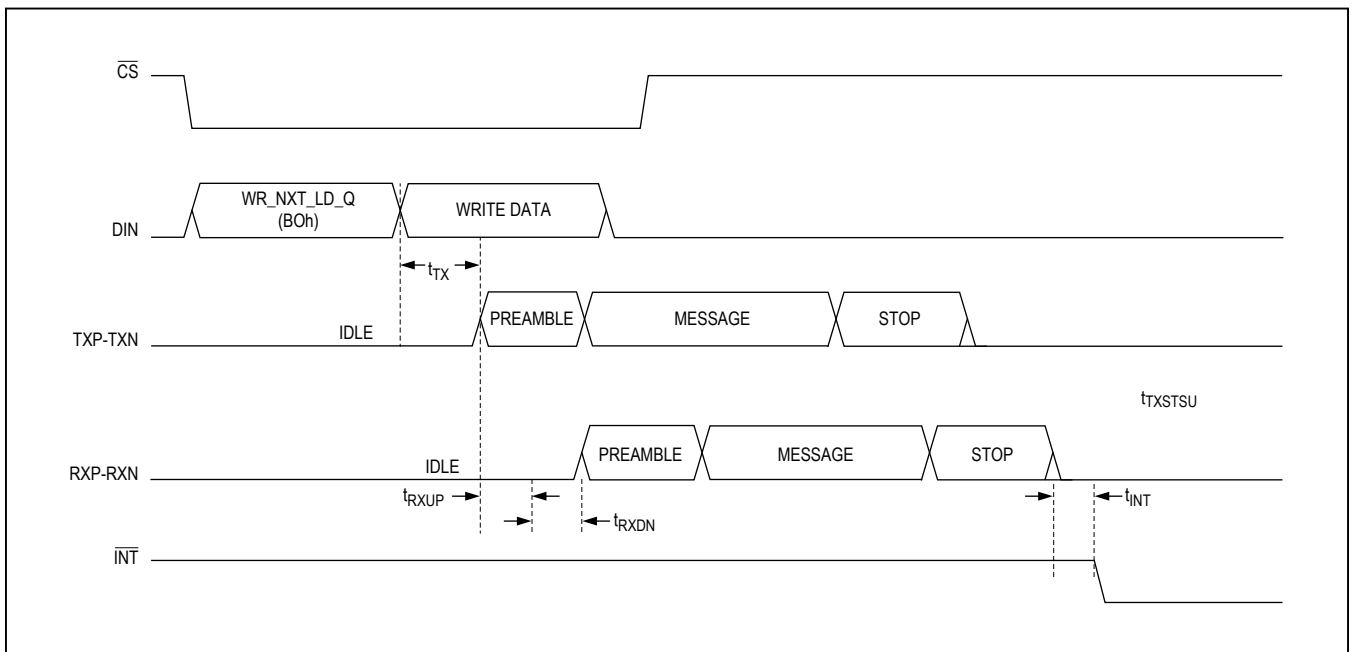 CS
WR_NXT_LD_Q
(BOh)
WRITE DATA
DIN
tTX
PREAMBLE
MESSAGE
STOP
IDLE
TXP-TXN
tTXSTSU
PREAMBLE
MESSAGE
STOP
IDLE
RXP-RXN
tRXUP
tINT
tRXDN
INT